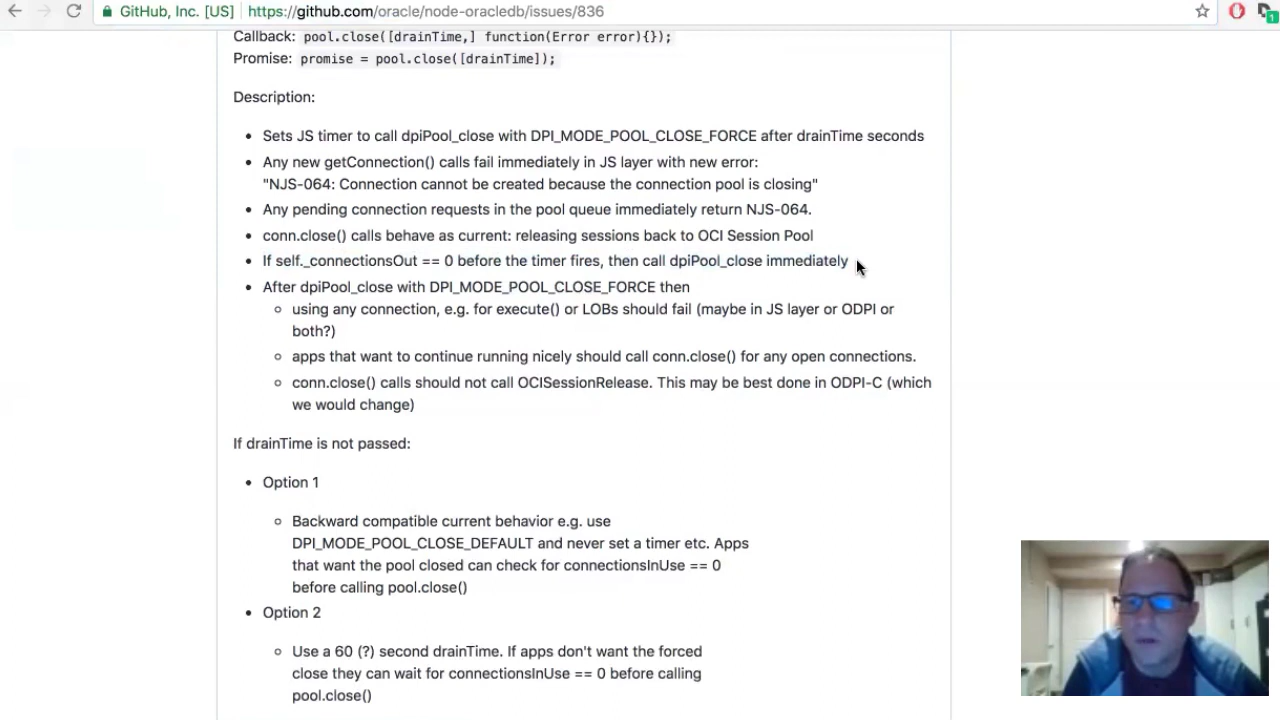 GitHub, Inc. [US]
https://github.com/oracle/node-oracledb/issues/836
1
Callback: pool.close([drainTime,] function(Error error){});
Promise: promise = pool.close([drainTime]);
Description:
• Sets JS timer to call dpiPool_close with DPI_MODE_POOL_CLOSE_FORCE after drainTime seconds
• Any new getConnection() calls fail immediately in JS layer with new error:
"NJS-064: Connection cannot be created because the connection pool is closing"
• Any pending connection requests in the pool queue immediately return NJS-064.
• conn.close() calls behave as current: releasing sessions back to OCI Session Pool
• If self._connectionsOut == 0 before the timer fires, then call dpiPool_close immediately
• After dpiPool_close with DPI_MODE_POOL_CLOSE_FORCE then
○ using any connection, e.g. for execute() or LOBs should fail (maybe in JS layer or ODPI or
both?)
○ apps that want to continue running nicely should call conn.close() for any open connections.
○ conn.close() calls should not call OCISessionRelease. This may be best done in ODPI-C (which
we would change)
If drainTime is not passed:
• Option 1
○ Backward compatible current behavior e.g. use
DPI_MODE_POOL_CLOSE_DEFAULT and never set a timer etc. Apps
that want the pool closed can check for connectionsInUse == 0
before calling pool.close()
• Option 2
○ Use a 60 (?) second drainTime. If apps don't want the forced
close they can wait for connectionsInUse == 0 before calling
pool.close()